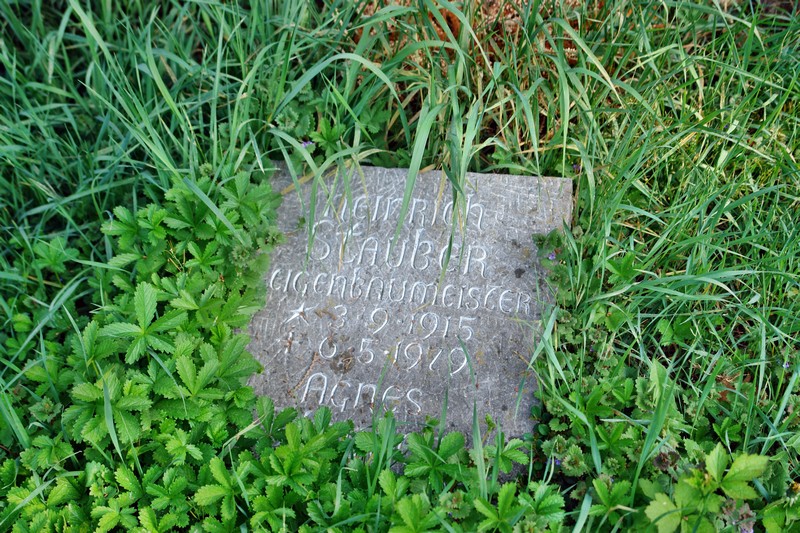 Heinrich
Stauber
Eigenbaumeister
* 3 · 9 · 1915
† 6 · 5 · 1979
Agnes